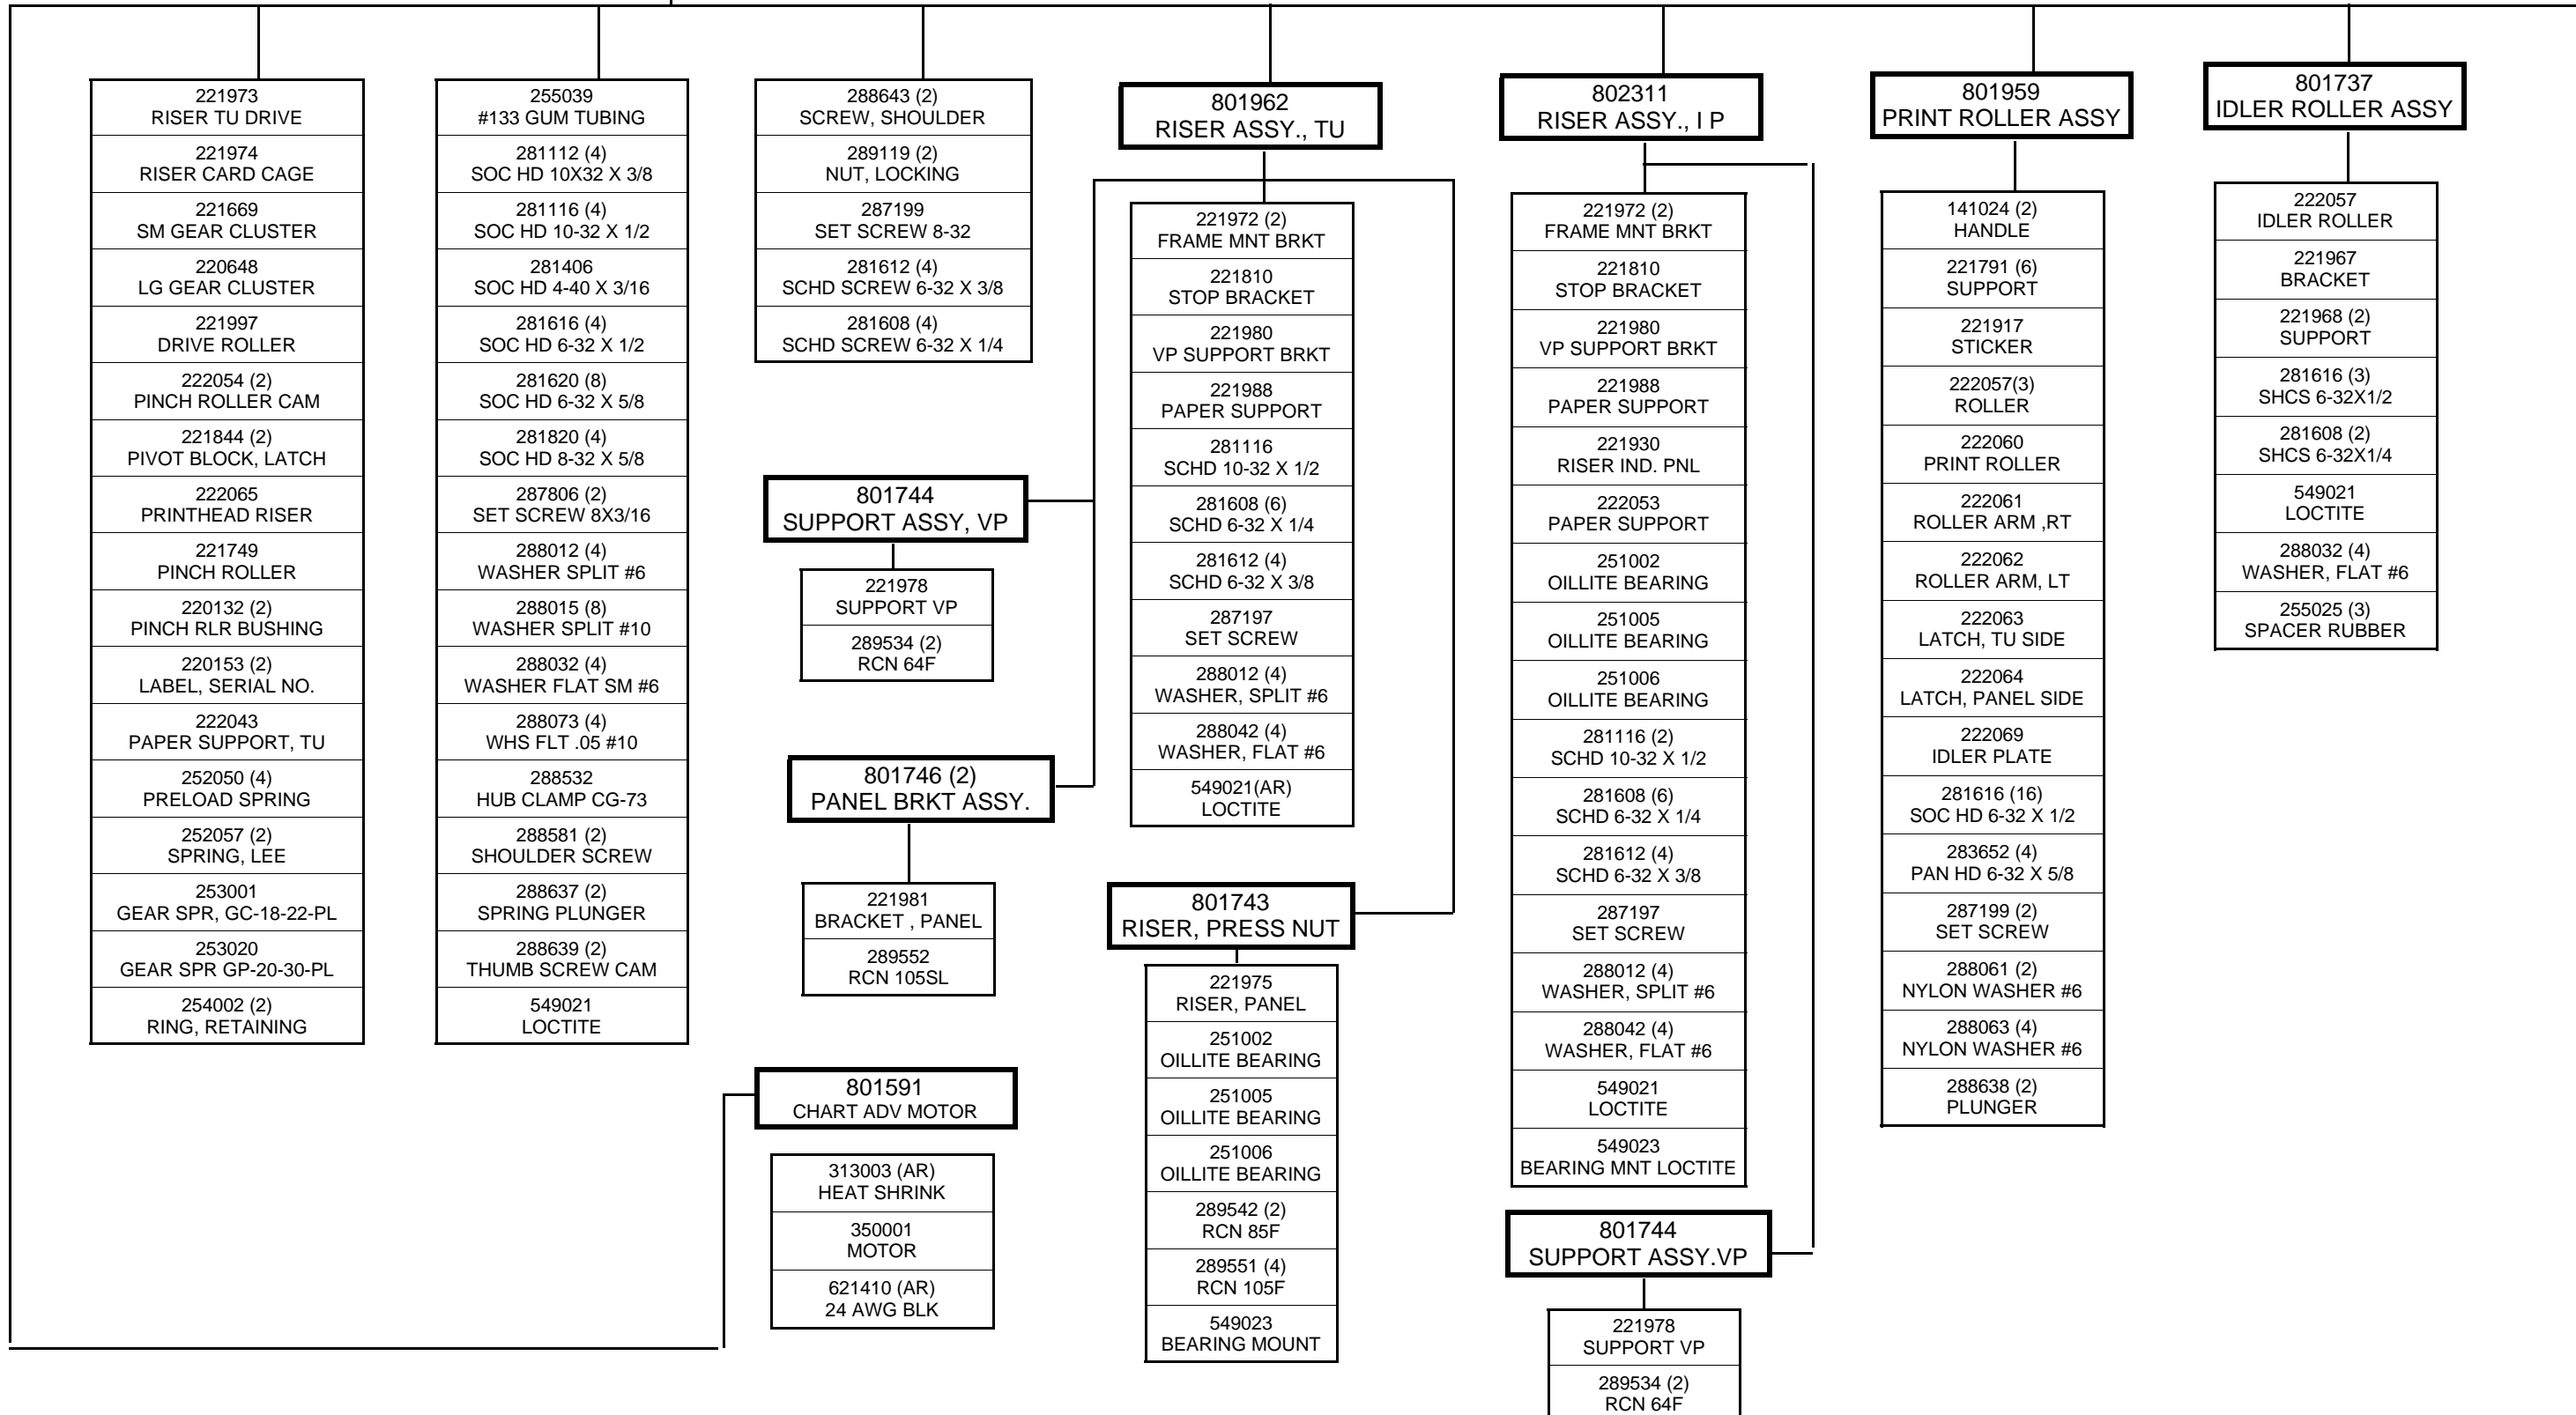 221973
RISER TU DRIVE
221974
RISER CARD CAGE
221669
SM GEAR CLUSTER
220648
LG GEAR CLUSTER
221997
DRIVE ROLLER
222054 (2)
PINCH ROLLER CAM
221844 (2)
PIVOT BLOCK, LATCH
222065
PRINTHEAD RISER
221749
PINCH ROLLER
220132 (2)
PINCH RLR BUSHING
220153 (2)
LABEL, SERIAL NO.
222043
PAPER SUPPORT, TU
252050 (4)
PRELOAD SPRING
252057 (2)
SPRING, LEE
253001
GEAR SPR, GC-18-22-PL
253020
GEAR SPR GP-20-30-PL
254002 (2)
RING, RETAINING
255039
#133 GUM TUBING
281112 (4)
SOC HD 10X32 X 3/8
281116 (4)
SOC HD 10-32 X 1/2
281406
SOC HD 4-40 X 3/16
281616 (4)
SOC HD 6-32 X 1/2
281620 (8)
SOC HD 6-32 X 5/8
281820 (4)
SOC HD 8-32 X 5/8
287806 (2)
SET SCREW 8X3/16
288012 (4)
WASHER SPLIT #6
288015 (8)
WASHER SPLIT #10
288032 (4)
WASHER FLAT SM #6
288073 (4)
WHS FLT .05 #10
288532
HUB CLAMP CG-73
288581 (2)
SHOULDER SCREW
288637 (2)
SPRING PLUNGER
288639 (2)
THUMB SCREW CAM
549021
LOCTITE
288643 (2)
SCREW, SHOULDER
289119 (2)
NUT, LOCKING
287199
SET SCREW 8-32
281612 (4)
SCHD SCREW 6-32 X 3/8
281608 (4)
SCHD SCREW 6-32 X 1/4
801744
SUPPORT ASSY, VP
221978
SUPPORT VP
289534 (2)
RCN 64F
801746 (2)
PANEL BRKT ASSY.
221981
BRACKET , PANEL
289552
RCN 105SL
801591
CHART ADV MOTOR
313003 (AR)
HEAT SHRINK
350001
MOTOR
621410 (AR)
24 AWG BLK
801962
RISER ASSY., TU
221972 (2)
FRAME MNT BRKT
221810
STOP BRACKET
221980
VP SUPPORT BRKT
221988
PAPER SUPPORT
281116
SCHD 10-32 X 1/2
281608 (6)
SCHD 6-32 X 1/4
281612 (4)
SCHD 6-32 X 3/8
287197
SET SCREW
288012 (4)
WASHER, SPLIT #6
288042 (4)
WASHER, FLAT #6
549021(AR)
LOCTITE
801743
RISER, PRESS NUT
221975
RISER, PANEL
251002
OILLITE BEARING
251005
OILLITE BEARING
251006
OILLITE BEARING
289542 (2)
RCN 85F
289551 (4)
RCN 105F
549023
BEARING MOUNT
802311
RISER ASSY., I P
221972 (2)
FRAME MNT BRKT
221810
STOP BRACKET
221980
VP SUPPORT BRKT
221988
PAPER SUPPORT
221930
RISER IND. PNL
222053
PAPER SUPPORT
251002
OILLITE BEARING
251005
OILLITE BEARING
251006
OILLITE BEARING
281116 (2)
SCHD 10-32 X 1/2
281608 (6)
SCHD 6-32 X 1/4
281612 (4)
SCHD 6-32 X 3/8
287197
SET SCREW
288012 (4)
WASHER, SPLIT #6
288042 (4)
WASHER, FLAT #6
549021
LOCTITE
549023
BEARING MNT LOCTITE
801744
SUPPORT ASSY.VP
221978
SUPPORT VP
289534 (2)
RCN 64F
801959
PRINT ROLLER ASSY
141024 (2)
HANDLE
221791 (6)
SUPPORT
221917
STICKER
222057(3)
ROLLER
222060
PRINT ROLLER
222061
ROLLER ARM ,RT
222062
ROLLER ARM, LT
222063
LATCH, TU SIDE
222064
LATCH, PANEL SIDE
222069
IDLER PLATE
281616 (16)
SOC HD 6-32 X 1/2
283652 (4)
PAN HD 6-32 X 5/8
287199 (2)
SET SCREW
288061 (2)
NYLON WASHER #6
288063 (4)
NYLON WASHER #6
288638 (2)
PLUNGER
801737
IDLER ROLLER ASSY
222057
IDLER ROLLER
221967
BRACKET
221968 (2)
SUPPORT
281616 (3)
SHCS 6-32X1/2
281608 (2)
SHCS 6-32X1/4
549021
LOCTITE
288032 (4)
WASHER, FLAT #6
255025 (3)
SPACER RUBBER